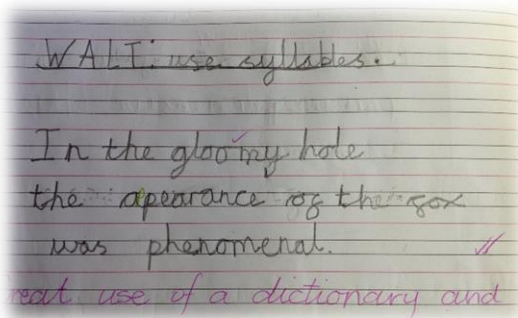 WALT: use syllables.
In the gloomy hole
the apearance of the fox
was phenomenal.
reat use of a dictionary and